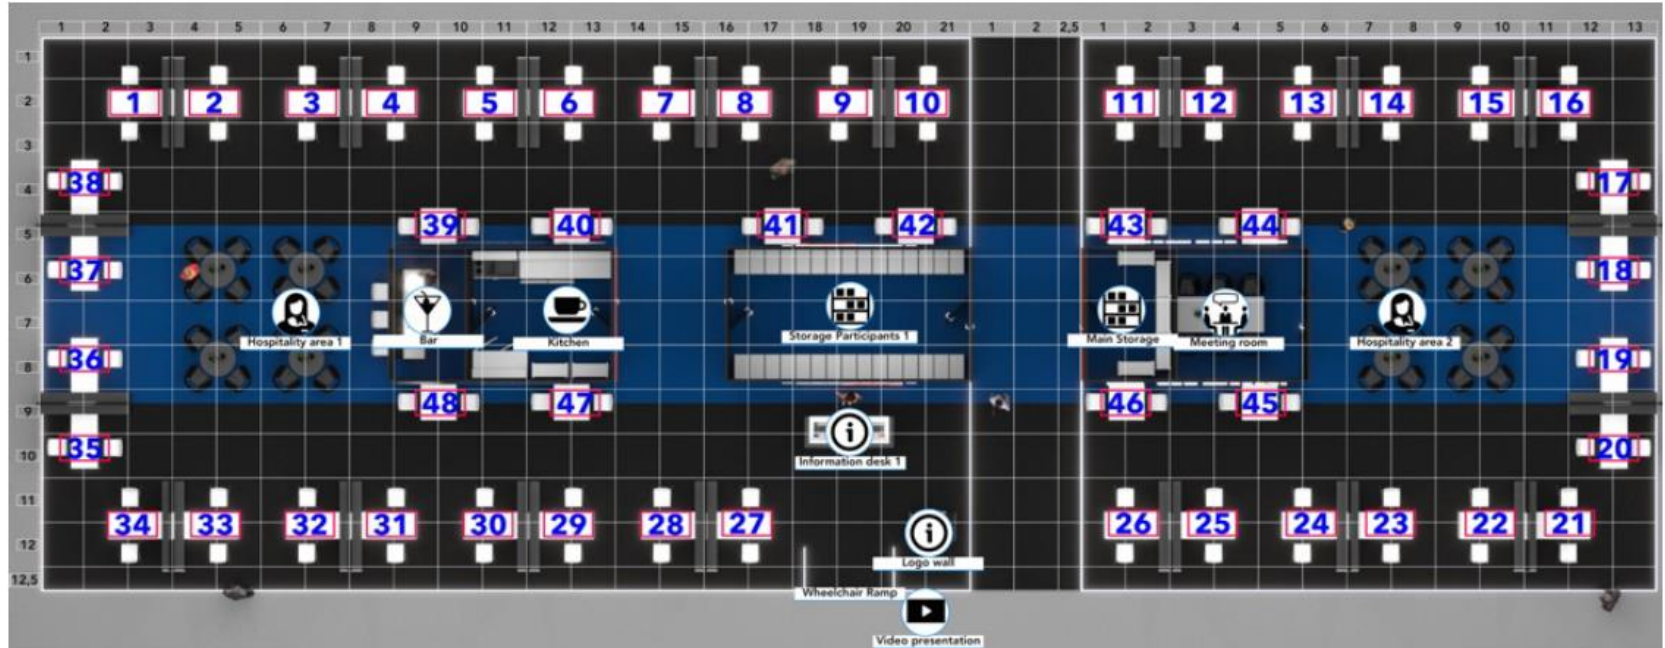 1 2 3 4 5 6 7 8 9 10 11 12 13 14 15 16 17 18 19 20 21 1 2 2,5 1 2 3 4 5 6 7 8 9 10 11 12 13
1
2
1 2 3 4 5 6 7 8 9 10 11 12 13 14 15 16
3
4
38 17
5
39 40 41 42 43 44
6
37 18
7
Hospitality area 1 Bar Kitchen Storage Participants 1 Main Storage Meeting room Hospitality area 2
36 19
8
48 47 46 45
9
35 20
10
Information desk 1
11
34 33 32 31 30 29 28 27 26 25 24 23 22 21
12
Logo wall
12,5
Wheelchair Ramp
Video presentation